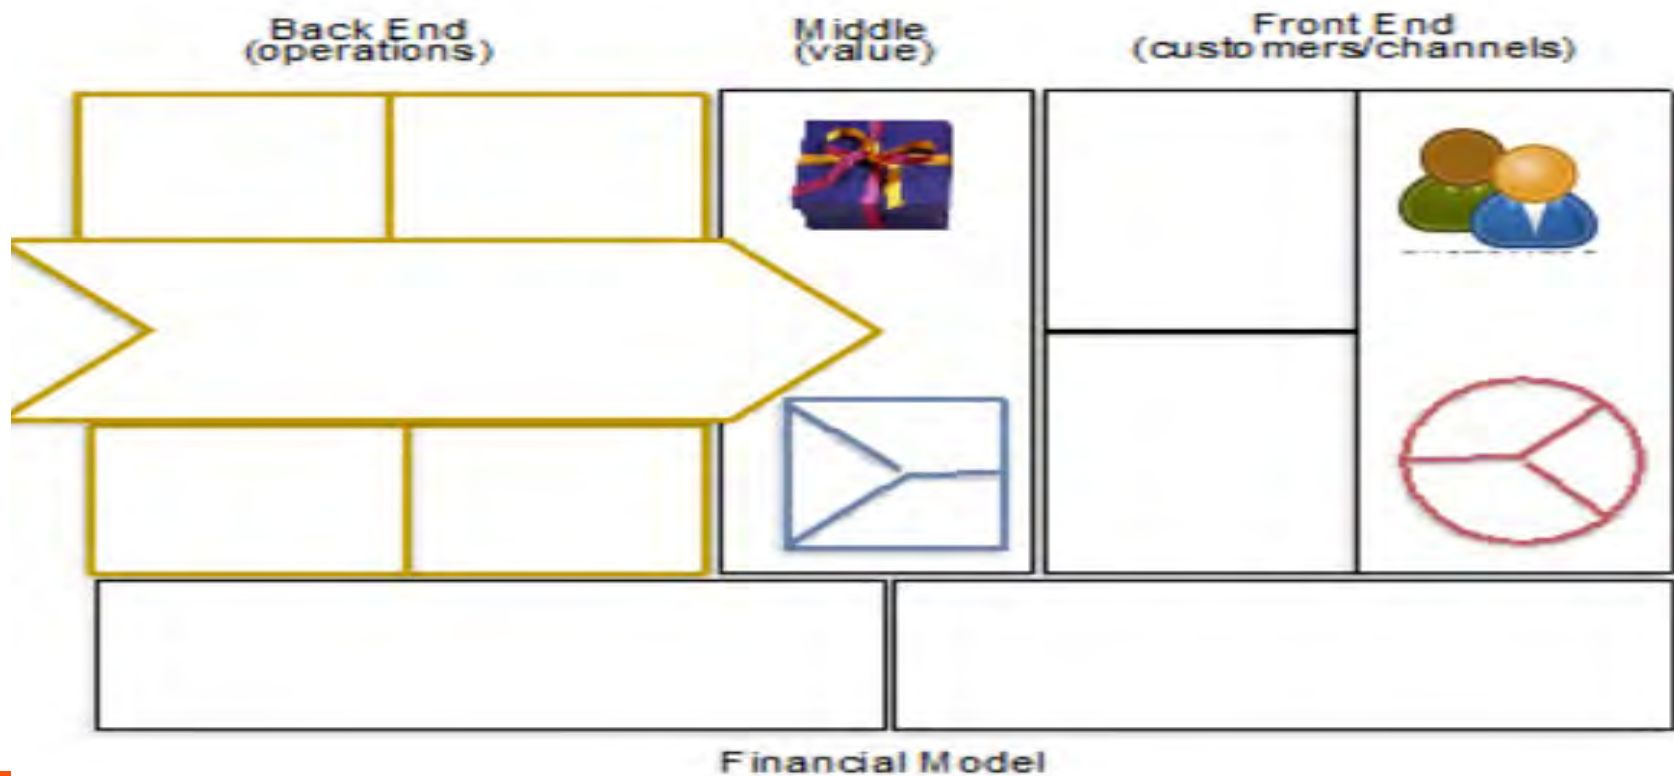 Back End
(operations)
Middle
(value)
Front End
(customers/channels)
Financial Model